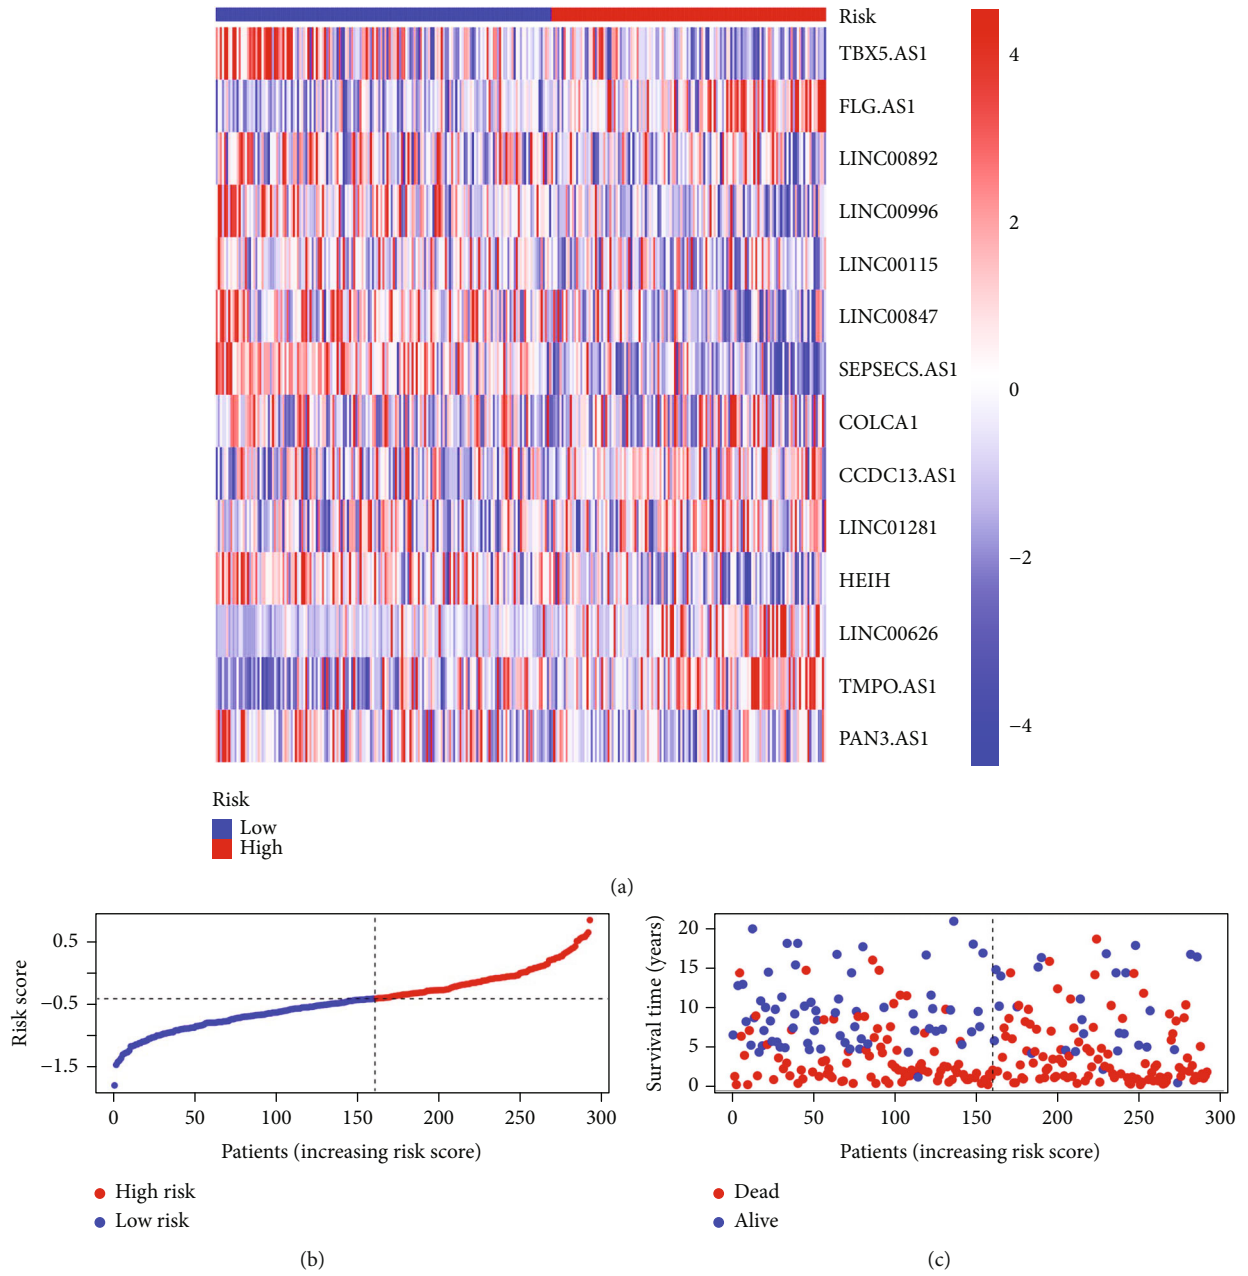 Risk
TBX5.AS1
FLG.AS1
LINC00892
LINC00996
LINC00115
LINC00847
SEPSECS.AS1
COLCA1
CCDC13.AS1
LINC01281
HEIH
LINC00626
TMPO.AS1
PAN3.AS1
4
2
0
−2
−4
Risk
Low
High
(a)
Risk score
0.5
−0.5
−1.5
0 50 100 150 200 250 300
Patients (increasing risk score)
High risk
Low risk
(b)
Survival time (years)
20
15
10
5
0
0 50 100 150 200 250 300
Patients (increasing risk score)
Dead
Alive
(c)